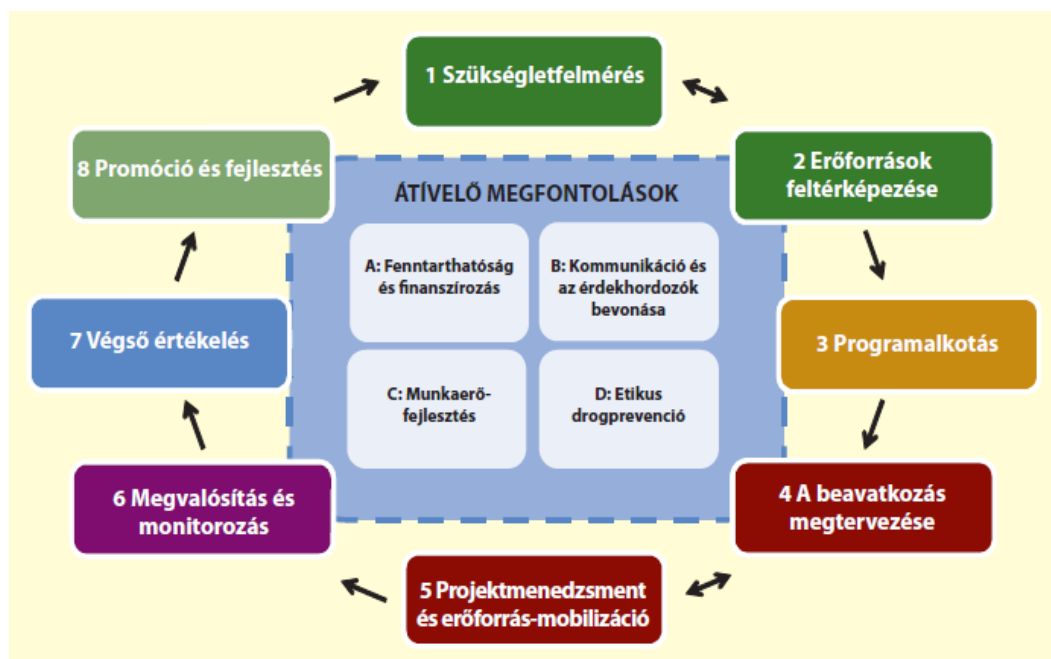 1 Szükségletfelmérés
2 Erőforrások
feltérképezése
3 Programalkotás
4 A beavatkozás
megtervezése
5 Projektmenedzsment
és erőforrás-mobilizáció
6 Megvalósítás és
monitorozás
7 Végső értékelés
8 Promóció és fejlesztés
ÁTÍVELŐ MEGFONTOLÁSOK
A: Fenntarthatóság
és finanszírozás
B: Kommunikáció és
az érdekhordozók
bevonása
C: Munkaerő-
fejlesztés
D: Etikus
drogprevenció